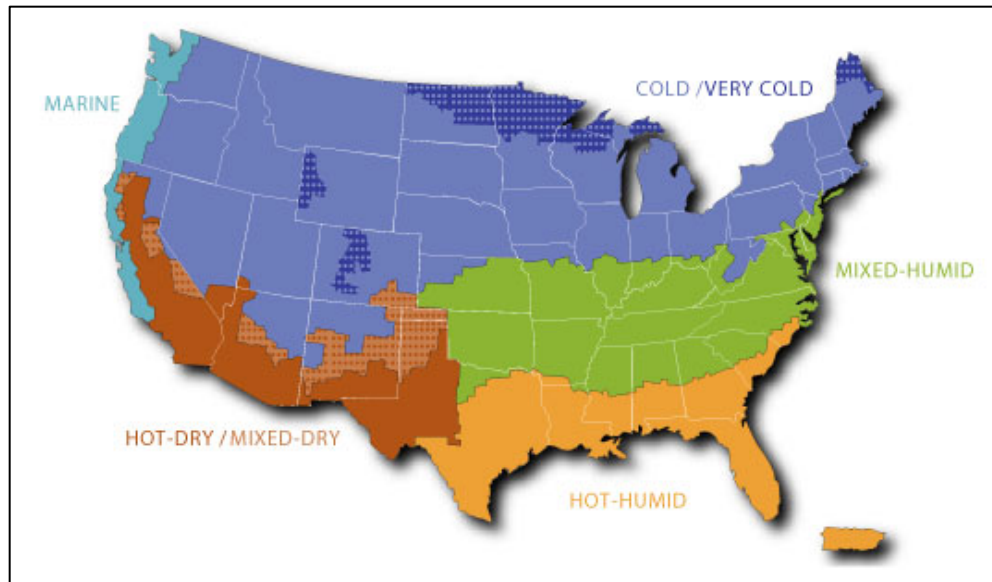 COLD /VERY COLD
MARINE
MIXED-HUMID
HOT-DRY / MIXED-DRY
HOT-HUMID